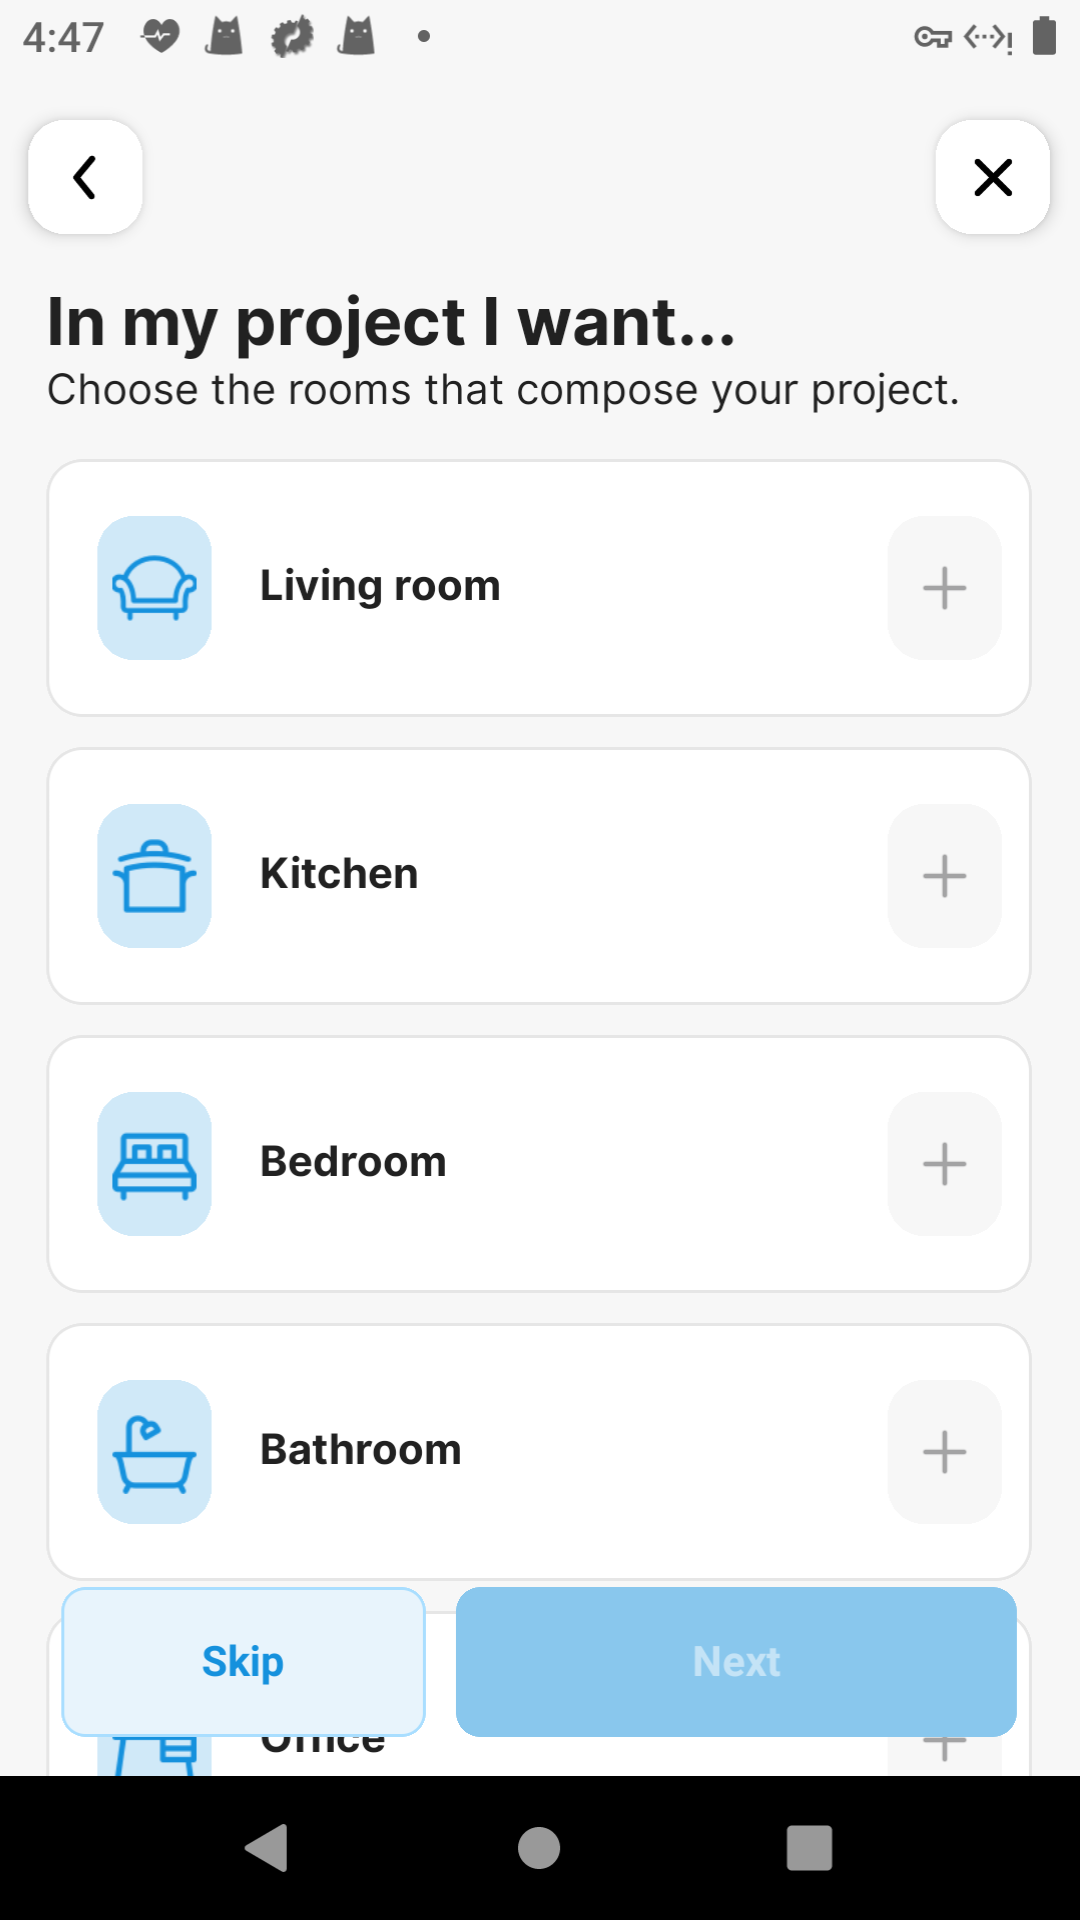 4:47
In my project I want...
Choose the rooms that compose your project.
Living room
Kitchen
Bedroom
Bathroom
Skip
Next
Office